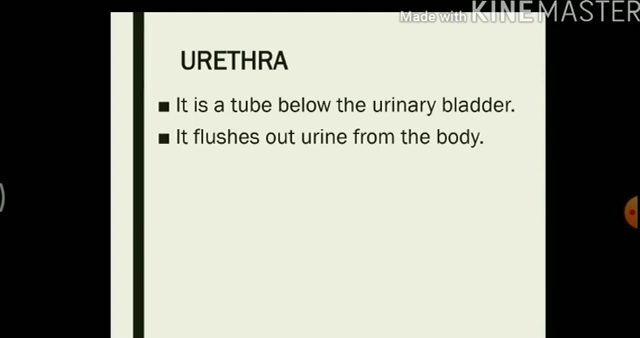 Made with KINEMASTER
URETHRA
■ It is a tube below the urinary bladder.
■ It flushes out urine from the body.